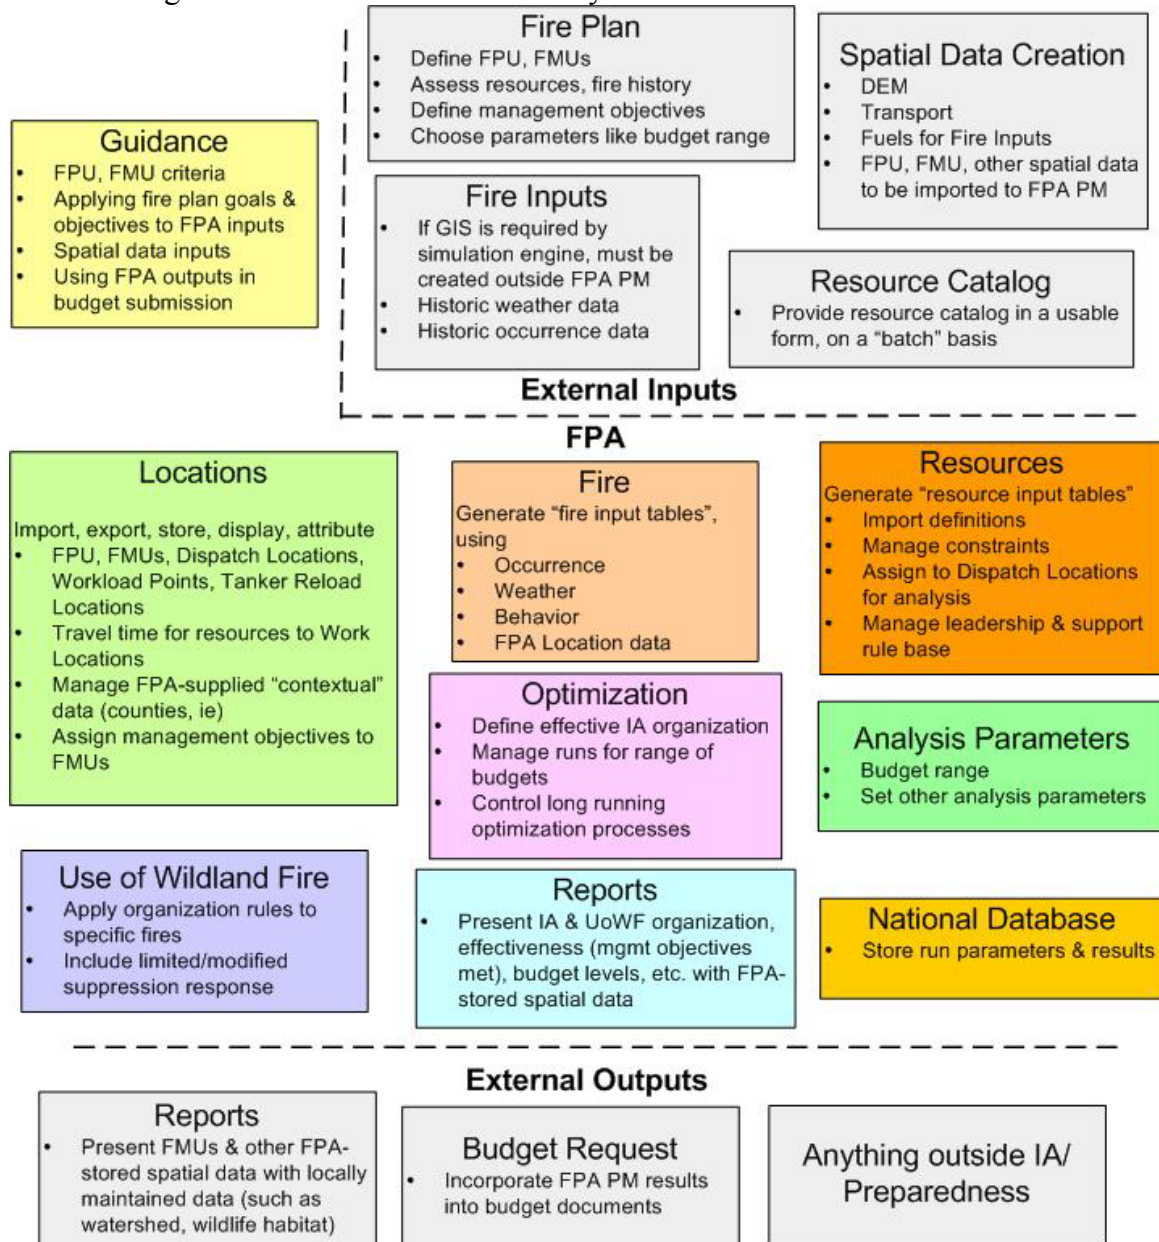 Fire Plan
• Define FPU, FMUs
• Assess resources, fire history
• Define management objectives
• Choose parameters like budget range
Spatial Data Creation
• DEM
• Transport
• Fuels for Fire Inputs
• FPU, FMU, other spatial data
to be imported to FPA PM
Guidance
• FPU, FMU criteria
• Applying fire plan goals &
objectives to FPA inputs
• Spatial data inputs
• Using FPA outputs in
budget submission
Fire Inputs
• If GIS is required by
simulation engine, must be
created outside FPA PM
• Historic weather data
• Historic occurrence data
Resource Catalog
• Provide resource catalog in a usable
form, on a “batch” basis
External Inputs
FPA
Locations
Import, export, store, display, attribute
• FPU, FMUs, Dispatch Locations,
Workload Points, Tanker Reload
Locations
• Travel time for resources to Work
Locations
• Manage FPA-supplied “contextual”
data (counties, ie)
• Assign management objectives to
FMUs
Fire
Generate “fire input tables”,
using
• Occurrence
• Weather
• Behavior
• FPA Location data
Resources
Generate “resource input tables”
• Import definitions
• Manage constraints
• Assign to Dispatch Locations
for analysis
• Manage leadership & support
rule base
Optimization
• Define effective IA organization
• Manage runs for range of
budgets
• Control long running
optimization processes
Analysis Parameters
• Budget range
• Set other analysis parameters
Use of Wildland Fire
• Apply organization rules to
specific fires
• Include limited/modified
suppression response
Reports
• Present IA & UoWF organization,
effectiveness (mgmt objectives
met), budget levels, etc. with FPA-
stored spatial data
National Database
• Store run parameters & results
External Outputs
Reports
• Present FMUs & other FPA-
stored spatial data with locally
maintained data (such as
watershed, wildlife habitat)
Budget Request
• Incorporate FPA PM results
into budget documents
Anything outside IA/
Preparedness